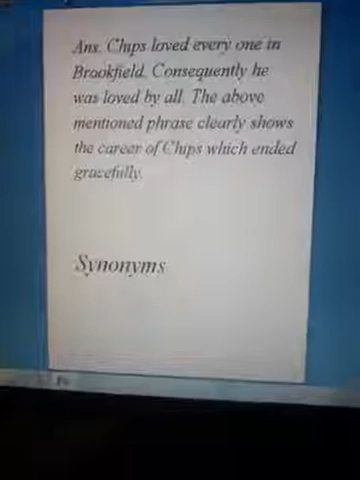 Ans. Chips loved every one in
Brookfield. Consequently he
was loved by all. The above
mentioned phrase clearly shows
the career of Chips which ended
gracefully.
Synonyms